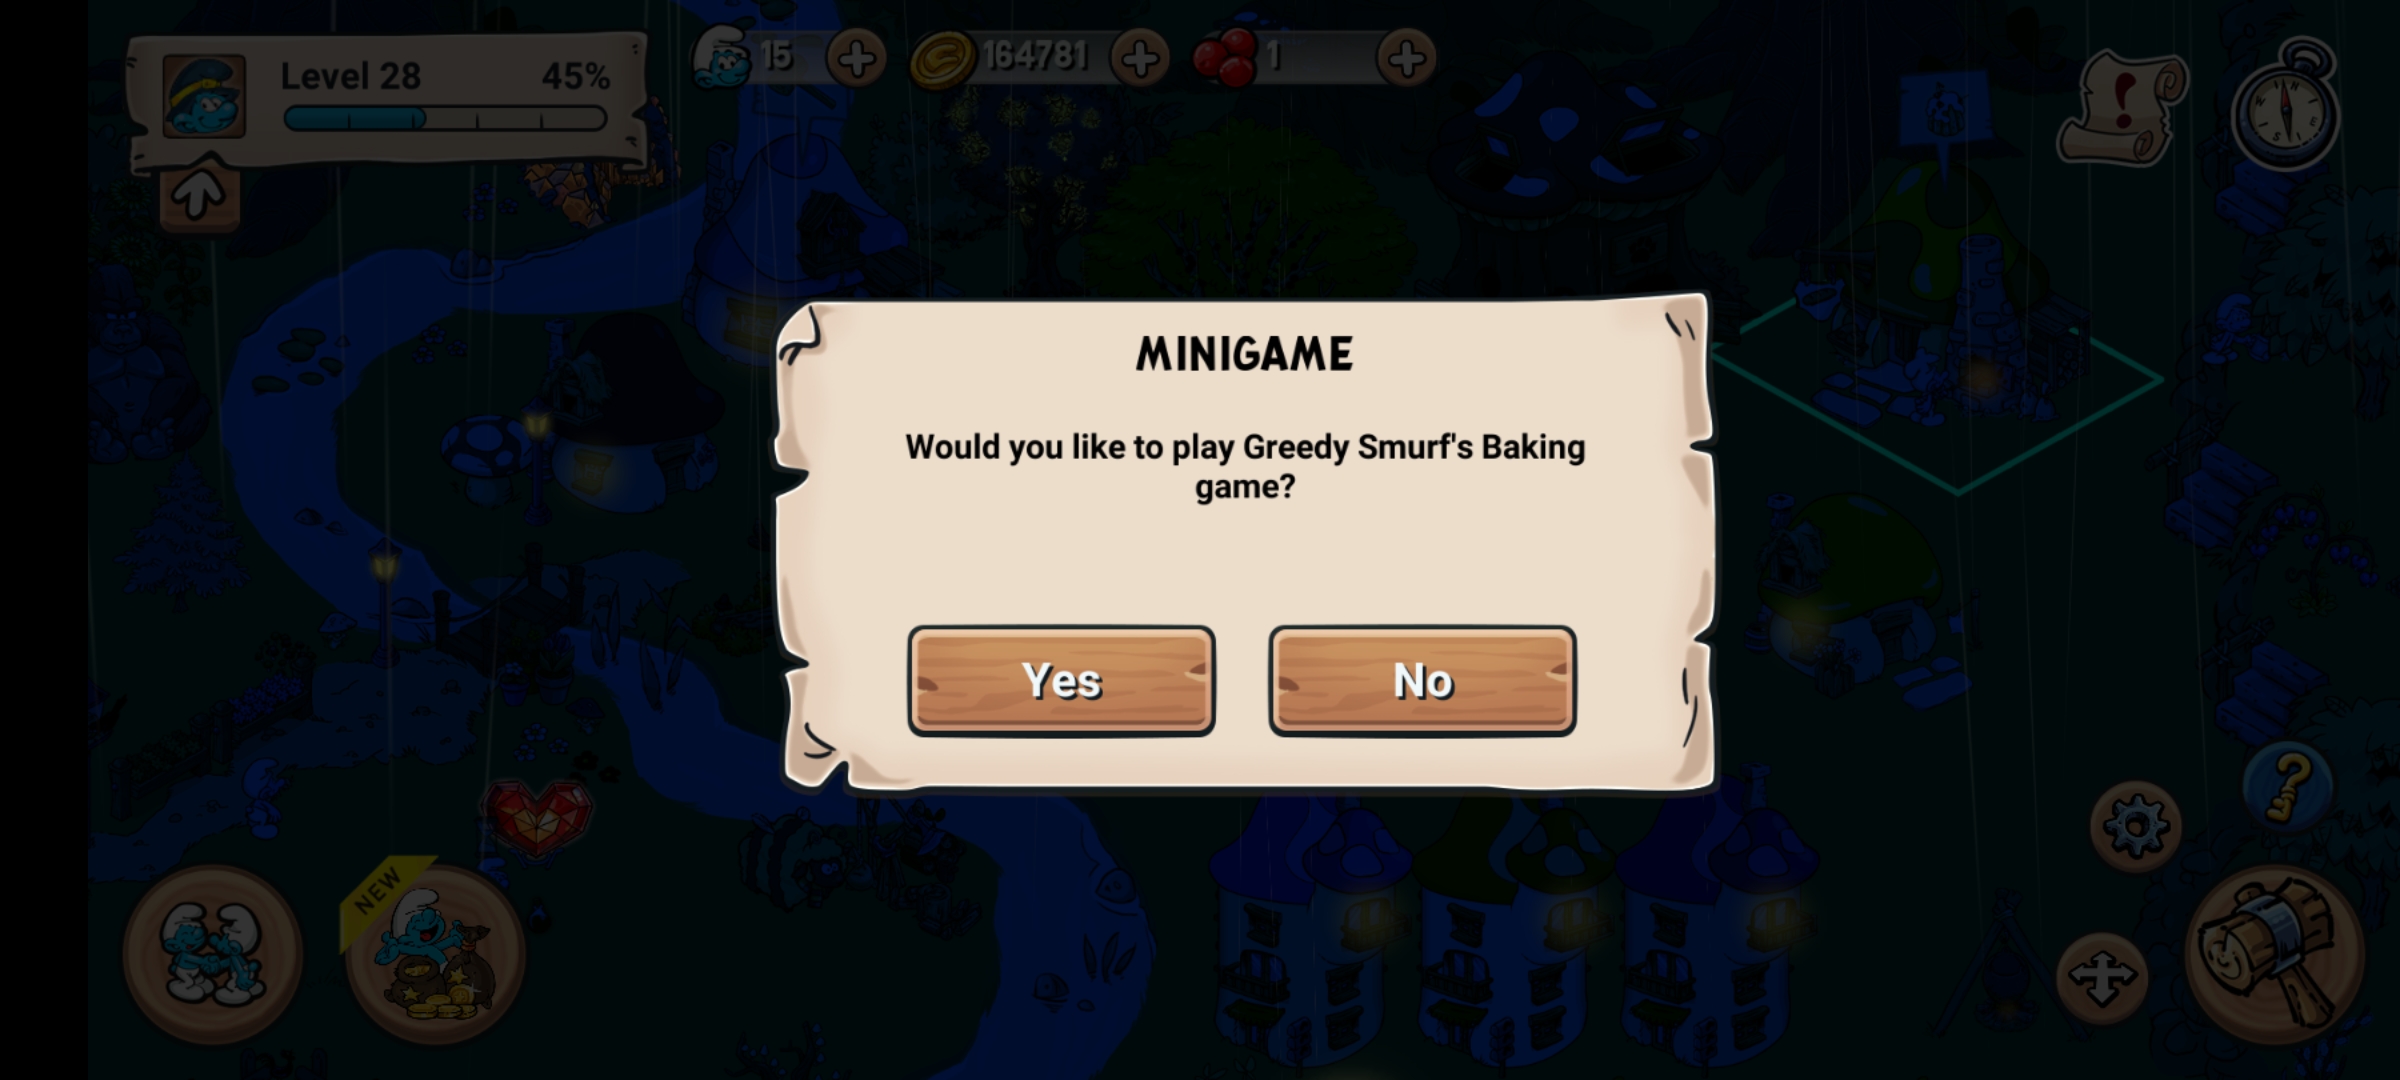 Level 28 45%
15
164781
1
MINIGAME
Would you like to play Greedy Smurf's Baking
game?
Yes
No
NEW